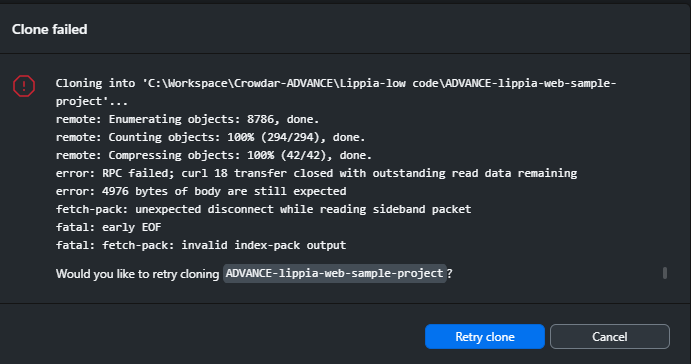 Clone failed
Cloning into 'C:\Workspace\Crowdar-ADVANCE\Lippia-low code\ADVANCE-lippia-web-sample-
project'...
remote: Enumerating objects: 8786, done.
remote: Counting objects: 100% (294/294), done.
remote: Compressing objects: 100% (42/42), done.
error: RPC failed; curl 18 transfer closed with outstanding read data remaining
error: 4976 bytes of body are still expected
fetch-pack: unexpected disconnect while reading sideband packet
fatal: early EOF
fatal: fetch-pack: invalid index-pack output
Would you like to retry cloning ADVANCE-lippia-web-sample-project?
Retry clone
Cancel